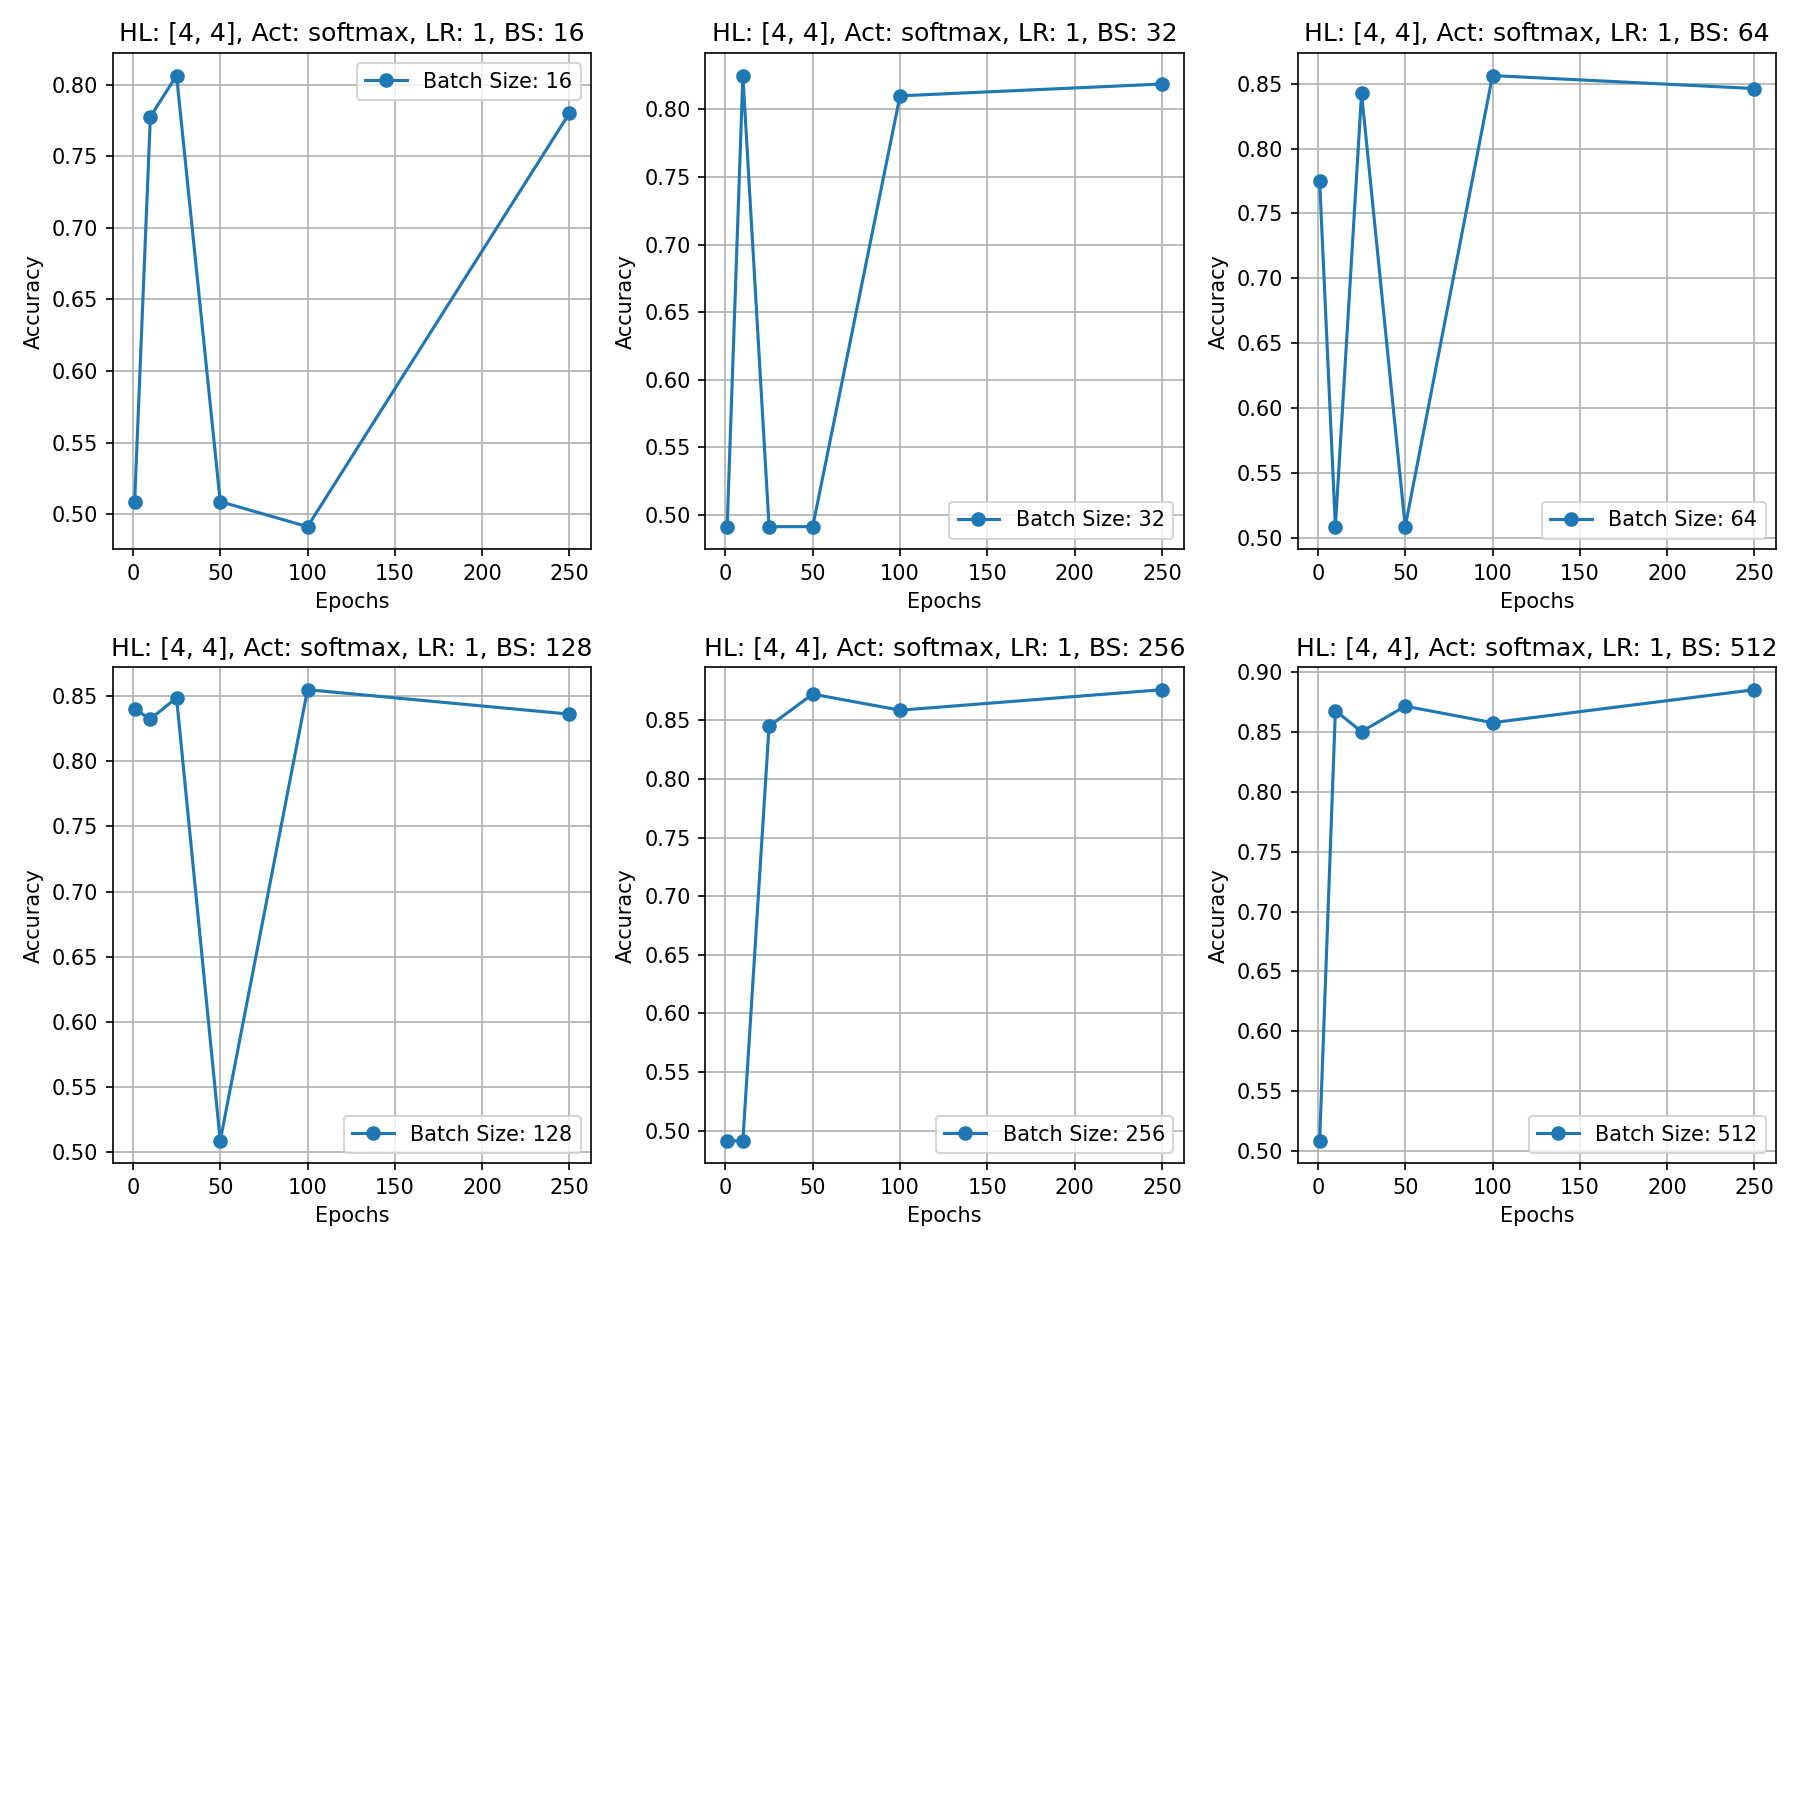 HL: [4, 4], Act: softmax, LR: 1, BS: 16
Batch Size: 16
0.80
0.75
0.70
0.65
0.60
0.55
0.50
Accuracy
0 50 100 150 200 250
Epochs
HL: [4, 4], Act: softmax, LR: 1, BS: 32
0.80
0.75
0.70
0.65
0.60
0.55
0.50
Accuracy
Batch Size: 32
0 50 100 150 200 250
Epochs
HL: [4, 4], Act: softmax, LR: 1, BS: 64
0.85
0.80
0.75
0.70
0.65
0.60
0.55
0.50
Accuracy
Batch Size: 64
0 50 100 150 200 250
Epochs
HL: [4, 4], Act: softmax, LR: 1, BS: 128
0.85
0.80
0.75
0.70
0.65
0.60
0.55
0.50
Accuracy
Batch Size: 128
0 50 100 150 200 250
Epochs
HL: [4, 4], Act: softmax, LR: 1, BS: 256
0.85
0.80
0.75
0.70
0.65
0.60
0.55
0.50
Accuracy
Batch Size: 256
0 50 100 150 200 250
Epochs
HL: [4, 4], Act: softmax, LR: 1, BS: 512
0.90
0.85
0.80
0.75
0.70
0.65
0.60
0.55
0.50
Accuracy
Batch Size: 512
0 50 100 150 200 250
Epochs